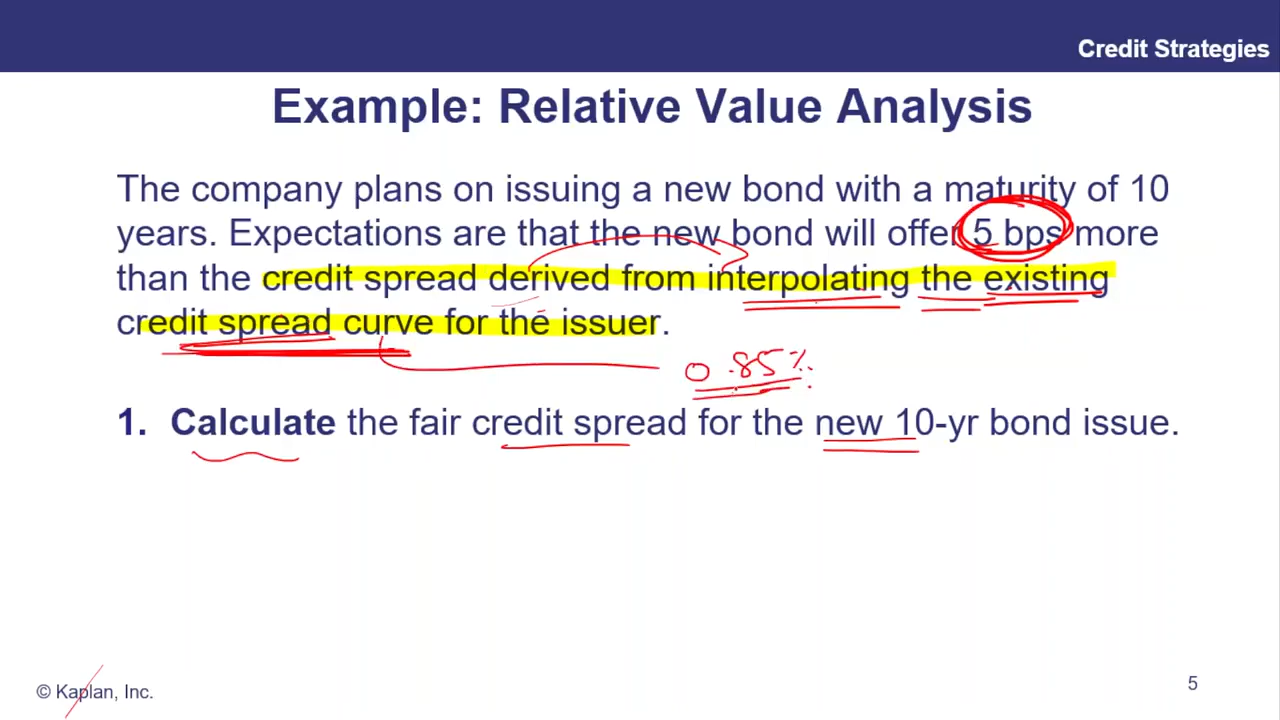 Credit Strategies
Example: Relative Value Analysis
The company plans on issuing a new bond with a maturity of 10
years. Expectations are that the new bond will offer 5 bps more
than the credit spread derived from interpolating the existing
credit spread curve for the issuer.
0.85%
1. Calculate the fair credit spread for the new 10-yr bond issue.
© Kaplan, Inc.
5